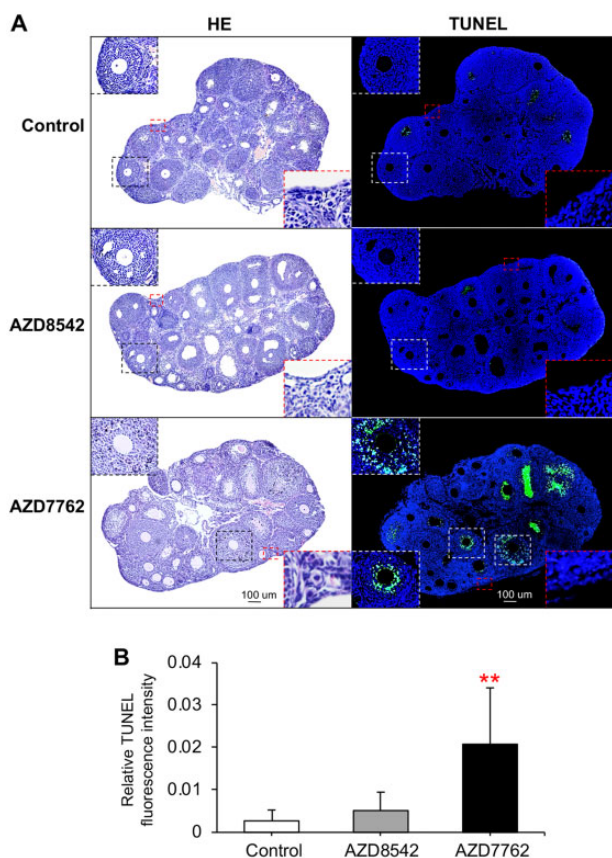 A
HE
TUNEL
Control
AZD8542
AZD7762
100 um
100 um
B
Relative TUNEL
fluorescence intensity
0.04
0.03
0.02
0.01
0
**
Control
AZD8542
AZD7762